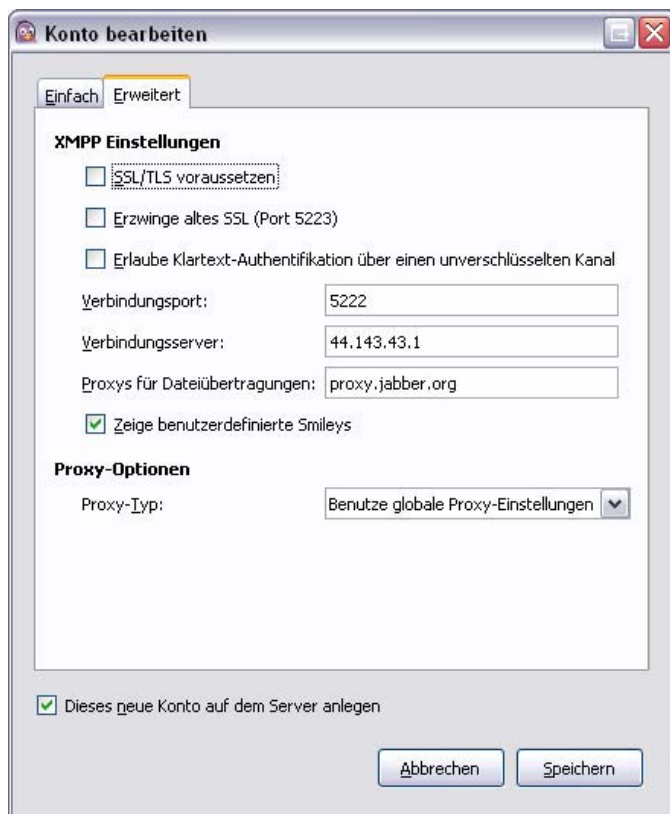 Konto bearbeiten
Einfach Erweitert
XMPP Einstellungen
SSL/TLS voraussetzen
Erzwinge altes SSL (Port 5223)
Erlaube Klartext-Authentifikation über einen unverschlüsselten Kanal
Verbindungsport: 5222
Verbindungsserver: 44.143.43.1
Proxys für Dateiübertragungen: proxy.jabber.org
Zeige benutzerdefinierte Smileys
Proxy-Optionen
Proxy-Typ: Benutze globale Proxy-Einstellungen
Dieses neue Konto auf dem Server anlegen
Abbrechen Speichern